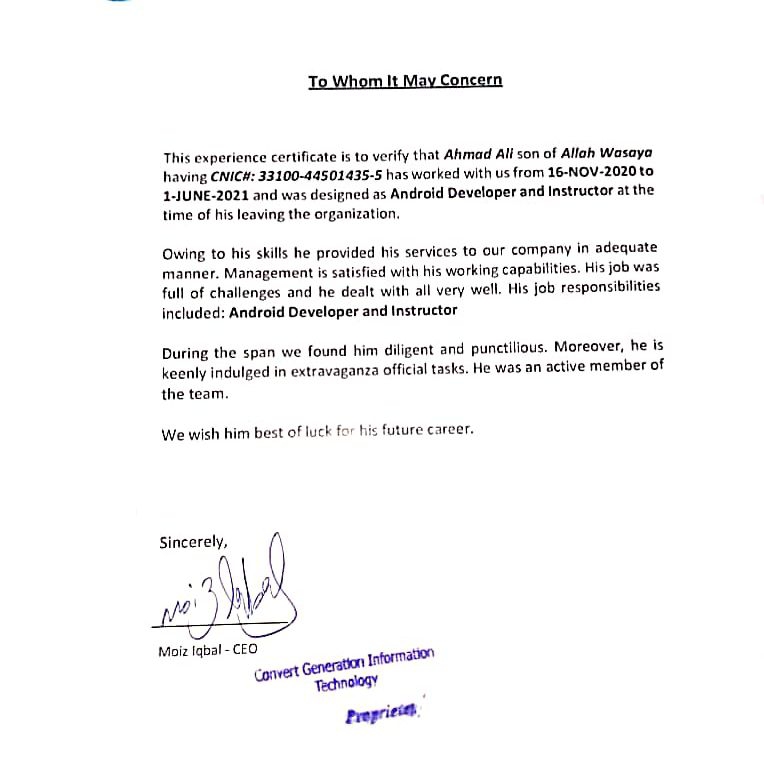 To Whom It May Concern
This experience certificate is to verify that Ahmad Ali son of Allah Wasaya
having CNIC#: 33100-44501435-5 has worked with us from 16-NOV-2020 to
1-JUNE-2021 and was designed as Android Developer and Instructor at the
time of his leaving the organization.
Owing to his skills he provided his services to our company in adequate
manner. Management is satisfied with his working capabilities. His job was
full of challenges and he dealt with all very well. His job responsibilities
included: Android Developer and Instructor
During the span we found him diligent and punctilious. Moreover, he is
keenly indulged in extravaganza official tasks. He was an active member of
the team.
We wish him best of luck for his future career.
Sincerely,
Moiz Iqbal
Moiz Iqbal - CEO
Convert Generation Information
Technology